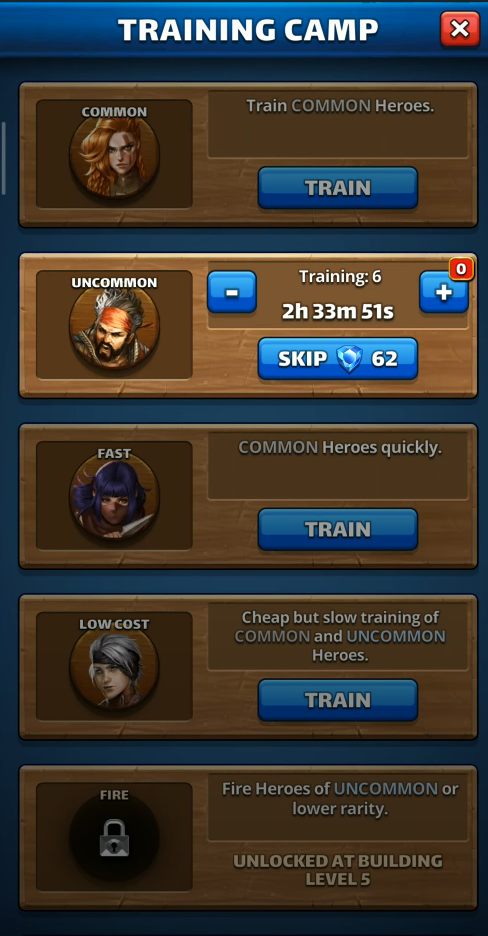 TRAINING CAMP
COMMON
Train COMMON Heroes.
TRAIN
UNCOMMON
Training: 6
0
-
+
2h 33m 51s
SKIP 62
FAST
COMMON Heroes quickly.
TRAIN
LOW COST
Cheap but slow training of
COMMON and UNCOMMON
Heroes.
TRAIN
FIRE
Fire Heroes of UNCOMMON or
lower rarity.
UNLOCKED AT BUILDING
LEVEL 5